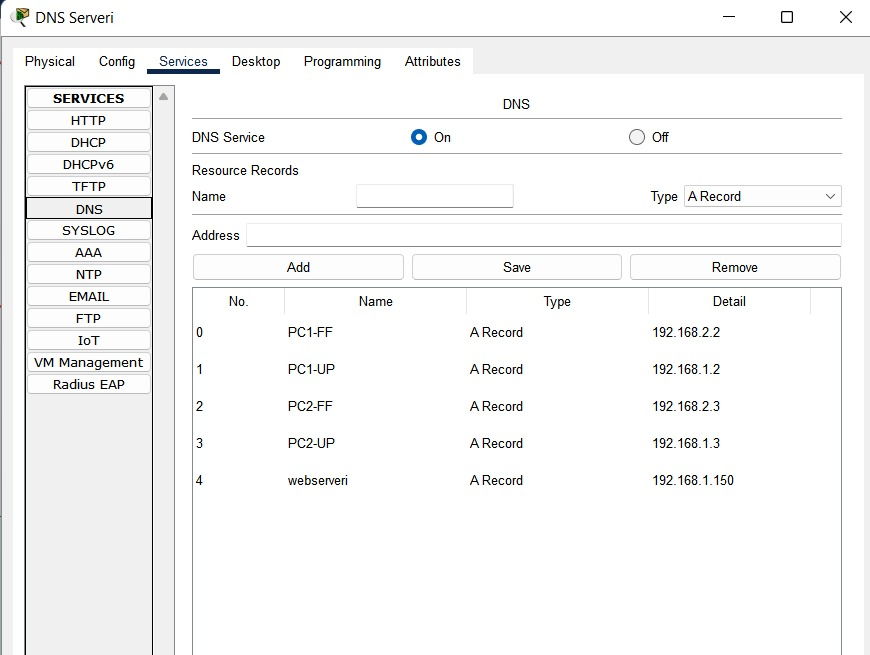 DNS Serveri
Physical Config Services Desktop Programming Attributes
SERVICES
HTTP
DHCP
DHCPv6
TFTP
DNS
SYSLOG
AAA
NTP
EMAIL
FTP
IoT
VM Management
Radius EAP
DNS
DNS Service On Off
Resource Records
Name Type A Record
Address
Add Save Remove
No. Name Type Detail
0 PC1-FF A Record 192.168.2.2
1 PC1-UP A Record 192.168.1.2
2 PC2-FF A Record 192.168.2.3
3 PC2-UP A Record 192.168.1.3
4 webserveri A Record 192.168.1.150